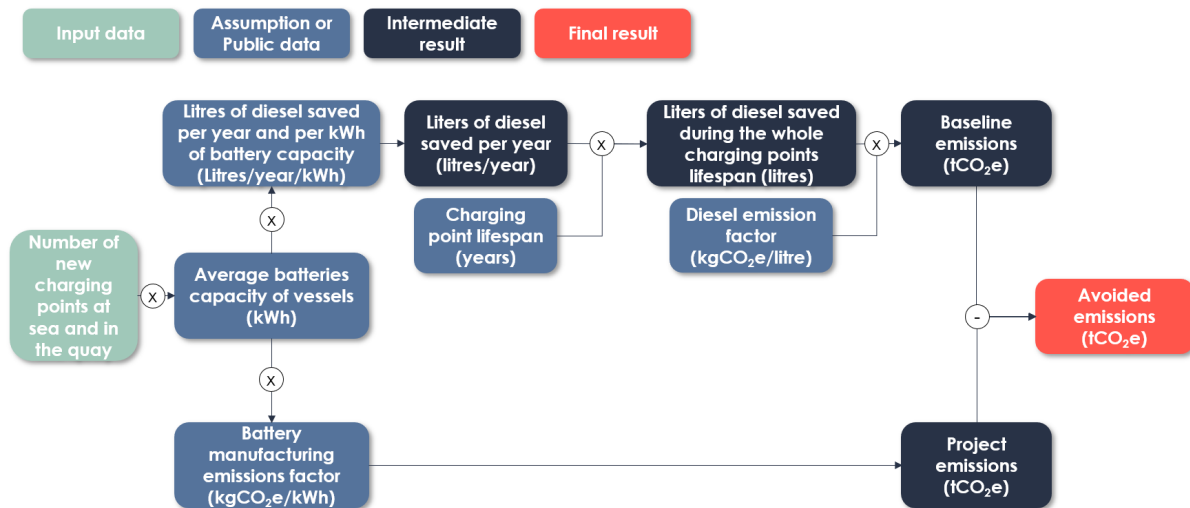 Input data
Assumption or
Public data
Intermediate
result
Final result
Litres of diesel saved
per year and per kWh
of battery capacity
(Litres/year/kWh)
Liters of diesel
saved per year
(litres/year)
X
Liters of diesel saved
during the whole
charging points
lifespan (litres)
X
Baseline
emissions
(tCO₂e)
Charging
point lifespan
(years)
Diesel emission
factor
(kgCO₂e/litre)
X
Number of
new
charging
points at
sea and in
the quay
X
Average batteries
capacity of vessels
(kWh)
-
Avoided
emissions
(tCO₂e)
X
Battery
manufacturing
emissions factor
(kgCO₂e/kWh)
Project
emissions
(tCO₂e)